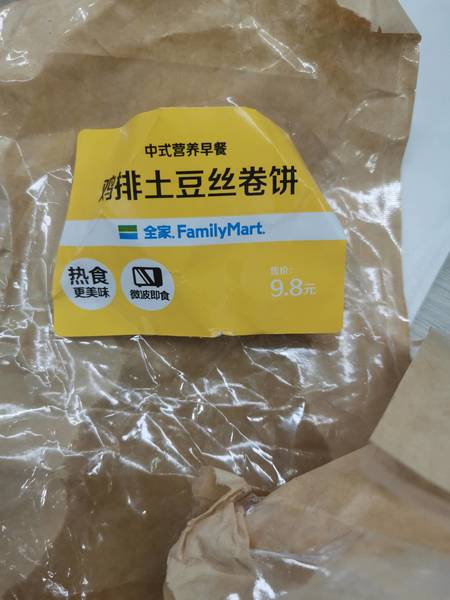 中式营养早餐
鸡排土豆丝卷饼
全家 FamilyMart.
热食
更美味
微波即食
售价:
9.8元